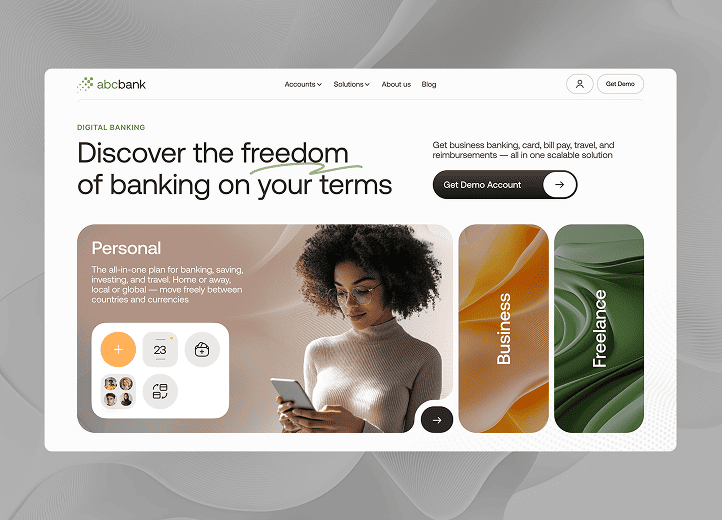 abcbank
Accounts
Solutions
About us
Blog
Get Demo
DIGITAL BANKING
Discover the freedom
of banking on your terms
Get business banking, card, bill pay, travel, and
reimbursements — all in one scalable solution
Get Demo Account
Personal
The all-in-one plan for banking, saving,
investing, and travel. Home or away,
local or global — move freely between
countries and currencies
23
Business
Freelance